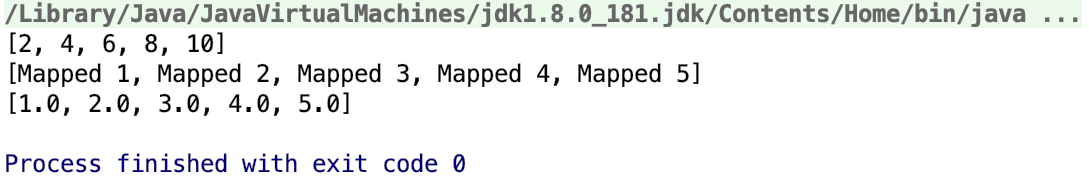 /Library/Java/JavaVirtualMachines/jdk1.8.0_181.jdk/Contents/Home/bin/java ...
[2, 4, 6, 8, 10]
[Mapped 1, Mapped 2, Mapped 3, Mapped 4, Mapped 5]
[1.0, 2.0, 3.0, 4.0, 5.0]
Process finished with exit code 0